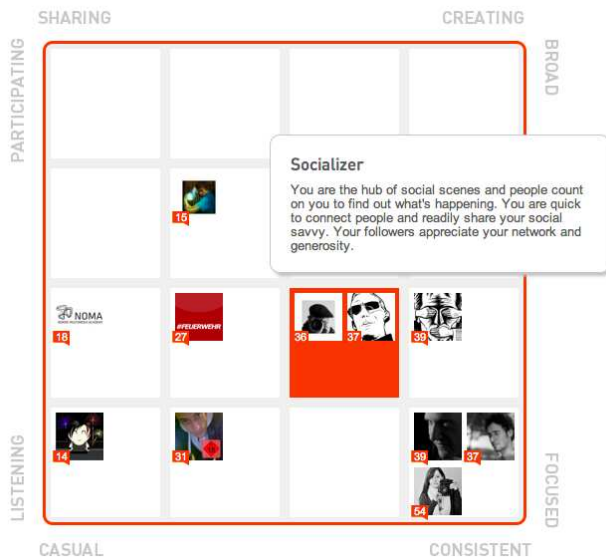 SHARING
CREATING
PARTICIPATING
BROAD
Socializer
You are the hub of social scenes and people count
on you to find out what's happening. You are quick
to connect people and readily share your social
savvy. Your followers appreciate your network and
generosity.
15
NOMA
18
#FEUERWEHR
27
36
37
39
14
31
39
37
54
LISTENING
FOCUSED
CASUAL
CONSISTENT